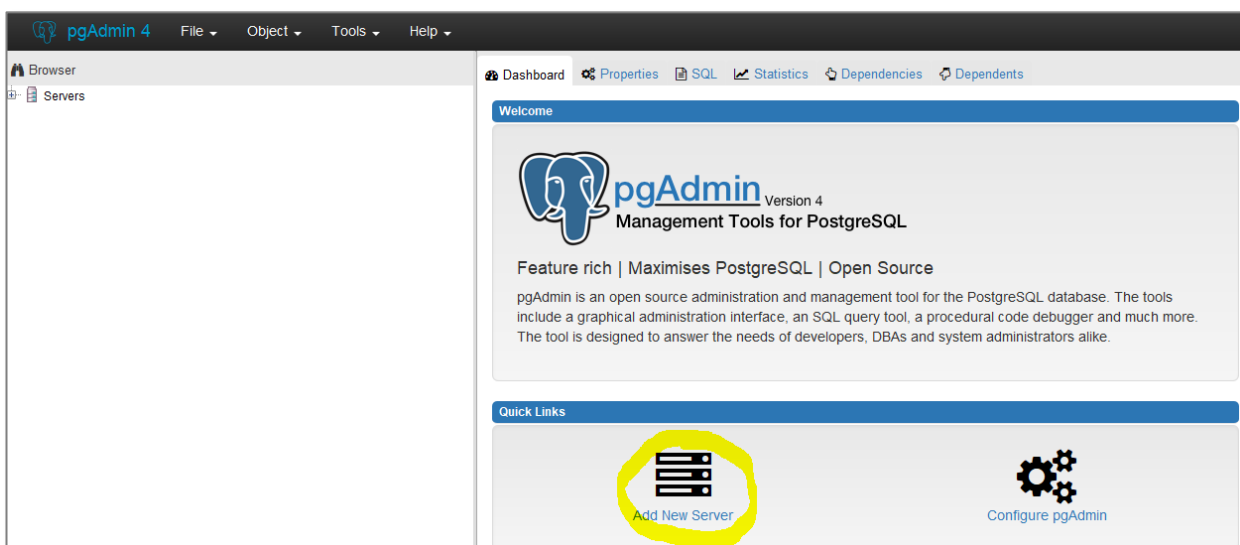 pgAdmin 4 File Object Tools Help
Browser
Servers
Dashboard Properties SQL Statistics Dependencies Dependents
Welcome
pgAdmin Version 4
Management Tools for PostgreSQL
Feature rich | Maximises PostgreSQL | Open Source
pgAdmin is an open source administration and management tool for the PostgreSQL database. The tools
include a graphical administration interface, an SQL query tool, a procedural code debugger and much more.
The tool is designed to answer the needs of developers, DBAs and system administrators alike.
Quick Links
Add New Server
Configure pgAdmin